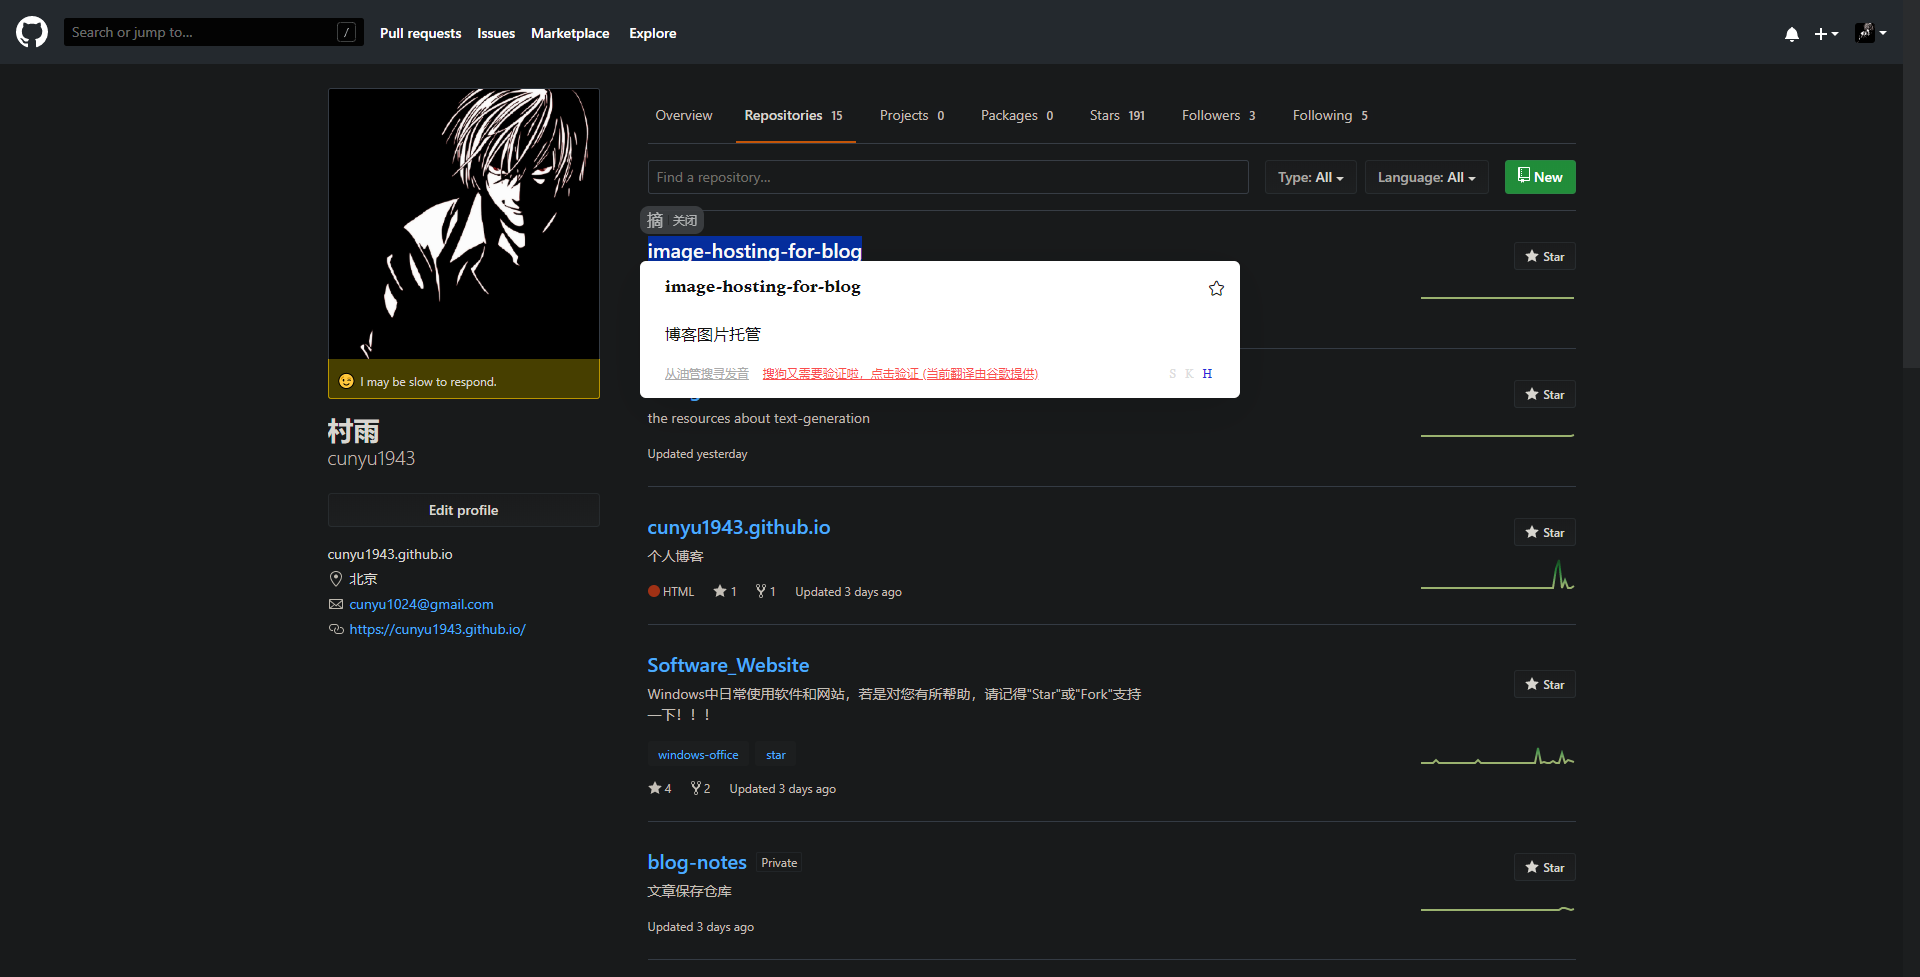 Search or jump to... /
Pull requests Issues Marketplace Explore
Overview Repositories 15 Projects 0 Packages 0 Stars 191 Followers 3 Following 5
Find a repository... Type: All Language: All New
摘 关闭
image-hosting-for-blog Star
image-hosting-for-blog
博客图片托管
从油管搜寻发音 搜狗又需要验证啦，点击验证 (当前翻译由谷歌提供) S K H
I may be slow to respond.
村雨
cunyu1943
Edit profile
cunyu1943.github.io
北京
cunyu1024@gmail.com
https://cunyu1943.github.io/
Star
the resources about text-generation
Updated yesterday
cunyu1943.github.io Star
个人博客
HTML 1 1 Updated 3 days ago
Software_Website Star
Windows中日常使用软件和网站，若是对您有所帮助，请记得"Star"或"Fork"支持
一下！！！
windows-office star
4 2 Updated 3 days ago
blog-notes Private Star
文章保存仓库
Updated 3 days ago